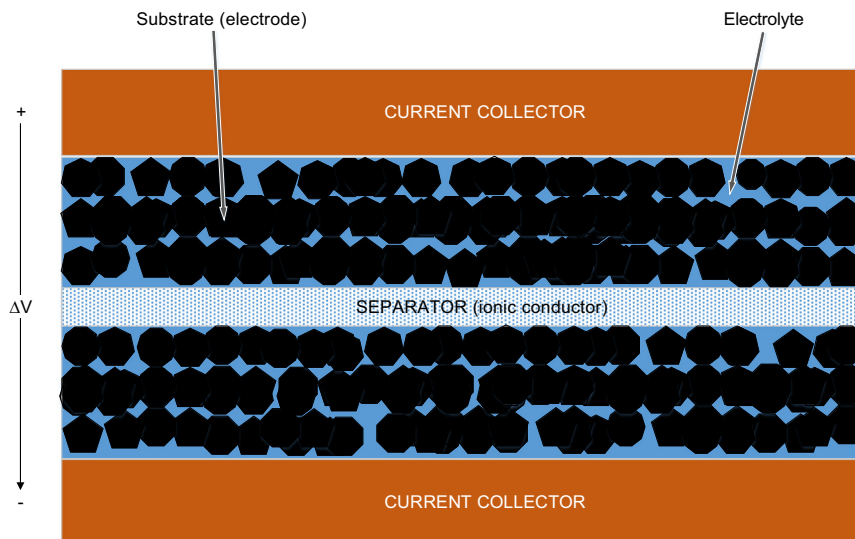 Substrate (electrode)
Electrolyte
+
CURRENT COLLECTOR
ΔV
SEPARATOR (ionic conductor)
-
CURRENT COLLECTOR